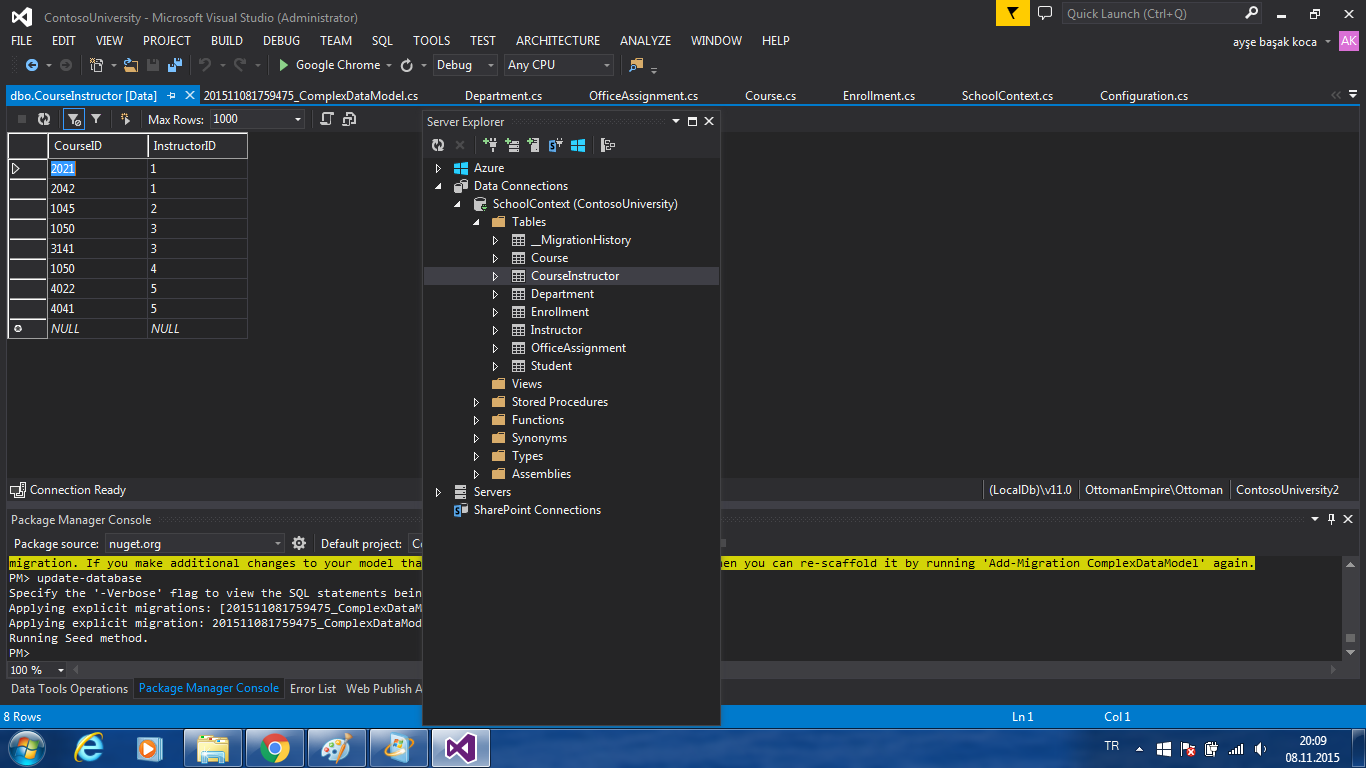 ContosoUniversity - Microsoft Visual Studio (Administrator)
Quick Launch (Ctrl+Q)
FILE EDIT VIEW PROJECT BUILD DEBUG TEAM SQL TOOLS TEST ARCHITECTURE ANALYZE WINDOW HELP
ayşe başak koca AK
Google Chrome Debug Any CPU
dbo.CourseInstructor [Data] 201511081759475_ComplexDataModel.cs Department.cs OfficeAssignment.cs Course.cs Enrollment.cs SchoolContext.cs Configuration.cs
Max Rows: 1000
CourseID InstructorID
2021 1
2042 1
1045 2
1050 3
3141 3
1050 4
4022 5
4041 5
NULL NULL
Server Explorer
Azure
Data Connections
SchoolContext (ContosoUniversity)
Tables
__MigrationHistory
Course
CourseInstructor
Department
Enrollment
Instructor
OfficeAssignment
Student
Views
Stored Procedures
Functions
Synonyms
Types
Assemblies
Servers
SharePoint Connections
Connection Ready
(LocalDb)\v11.0 OttomanEmpire\Ottoman ContosoUniversity2
Package Manager Console
Package source: nuget.org Default project:
migration. If you make additional changes to your model tha
you can re-scaffold it by running 'Add-Migration ComplexDataModel' again.
PM> update-database
Specify the '-Verbose' flag to view the SQL statements bein
Applying explicit migrations: [201511081759475_ComplexDataM
Applying explicit migration: 201511081759475_ComplexDataMod
Running Seed method.
PM>
100 %
Data Tools Operations Package Manager Console Error List Web Publish A
8 Rows Ln 1 Col 1
TR
20:09
08.11.2015